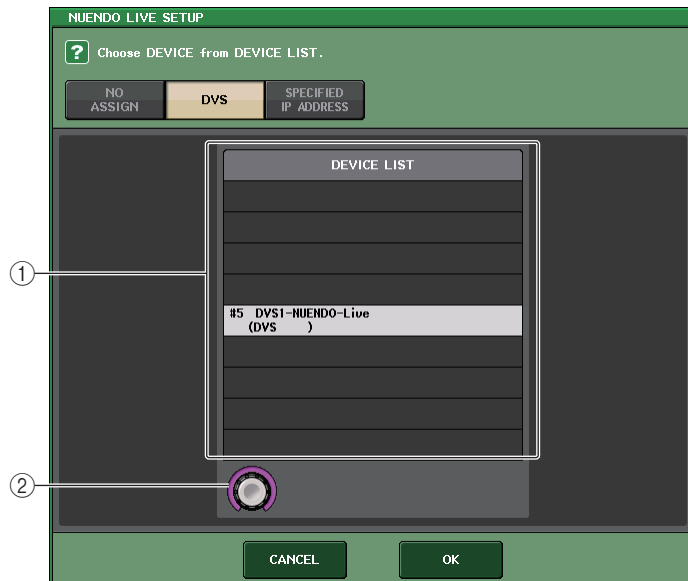 NUENDO LIVE SETUP
? Choose DEVICE from DEVICE LIST.
NO ASSIGN
DVS
SPECIFIED IP ADDRESS
DEVICE LIST
1
#5 DVS1-NUENDO-Live
(DVS )
2
CANCEL
OK